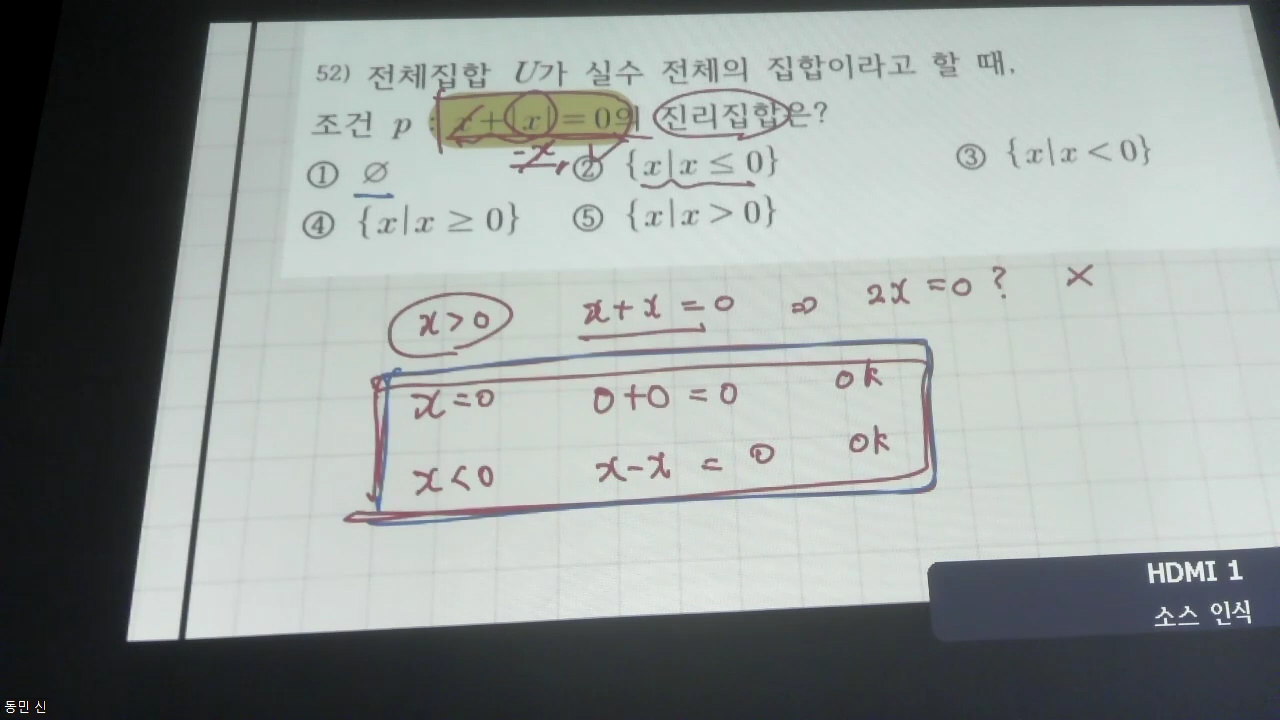 52) 전체집합 U가 실수 전체의 집합이라고 할 때,
조건 p : x + |x| = 0의 진리집합은?
-x,
① ∅ ② {x|x ≤ 0} ③ {x|x < 0}
④ {x|x ≥ 0} ⑤ {x|x > 0}
x > 0 x + x = 0 ⇒ 2x = 0 ? ×
x = 0 0 + 0 = 0 ok
x < 0 x - x = 0 ok
HDMI 1
소스 인식
동민 신